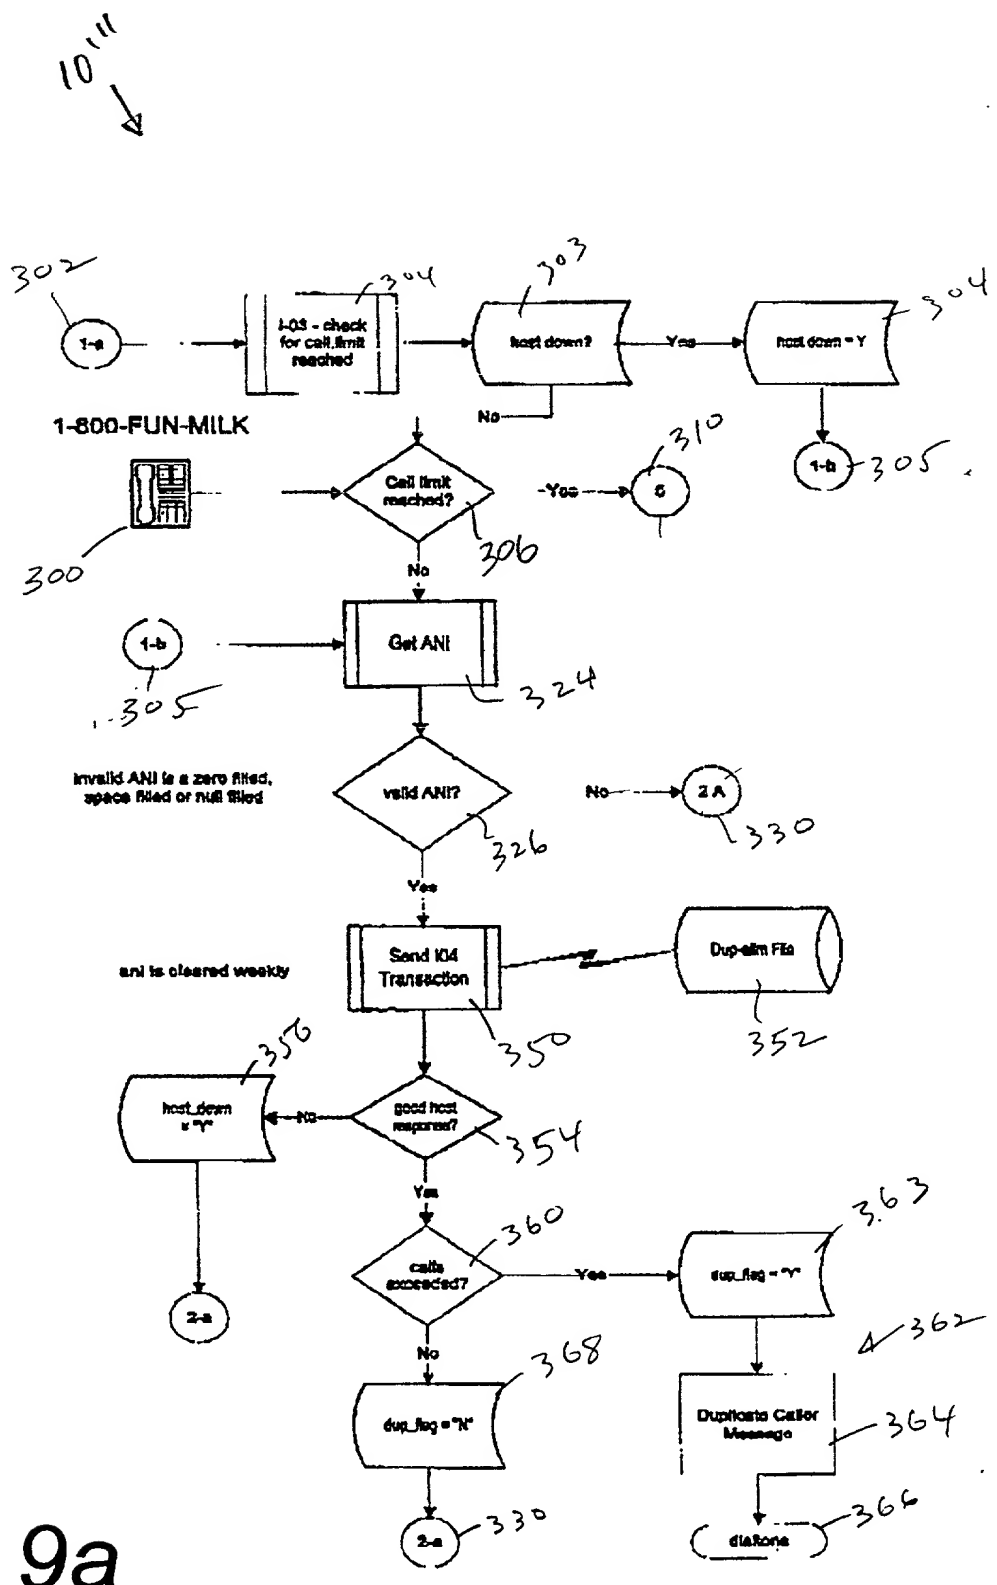 10'''
302
304
303
304
1-a
J-03 - check
for call limit
reached
host down?
Yes
host down = Y
No
1-800-FUN-MILK
310
1-b
305
Call limit
reached?
Yes
6
306
300
No
1-b
Get ANI
305
324
invalid ANI is a zero filled,
space filled or null filled
valid ANI?
No
2 A
326
330
Yes
ani is cleared weekly
Send I04
Transaction
Dup-elim File
350
352
356
host_down
= "Y"
No
good host
response?
354
Yes
360
363
calls
exceeded?
Yes
dup_flag = "Y"
2-a
362
No
368
dup_flag = "N"
Duplicate Caller
Message
364
366
2-a
330
dialtone
9a